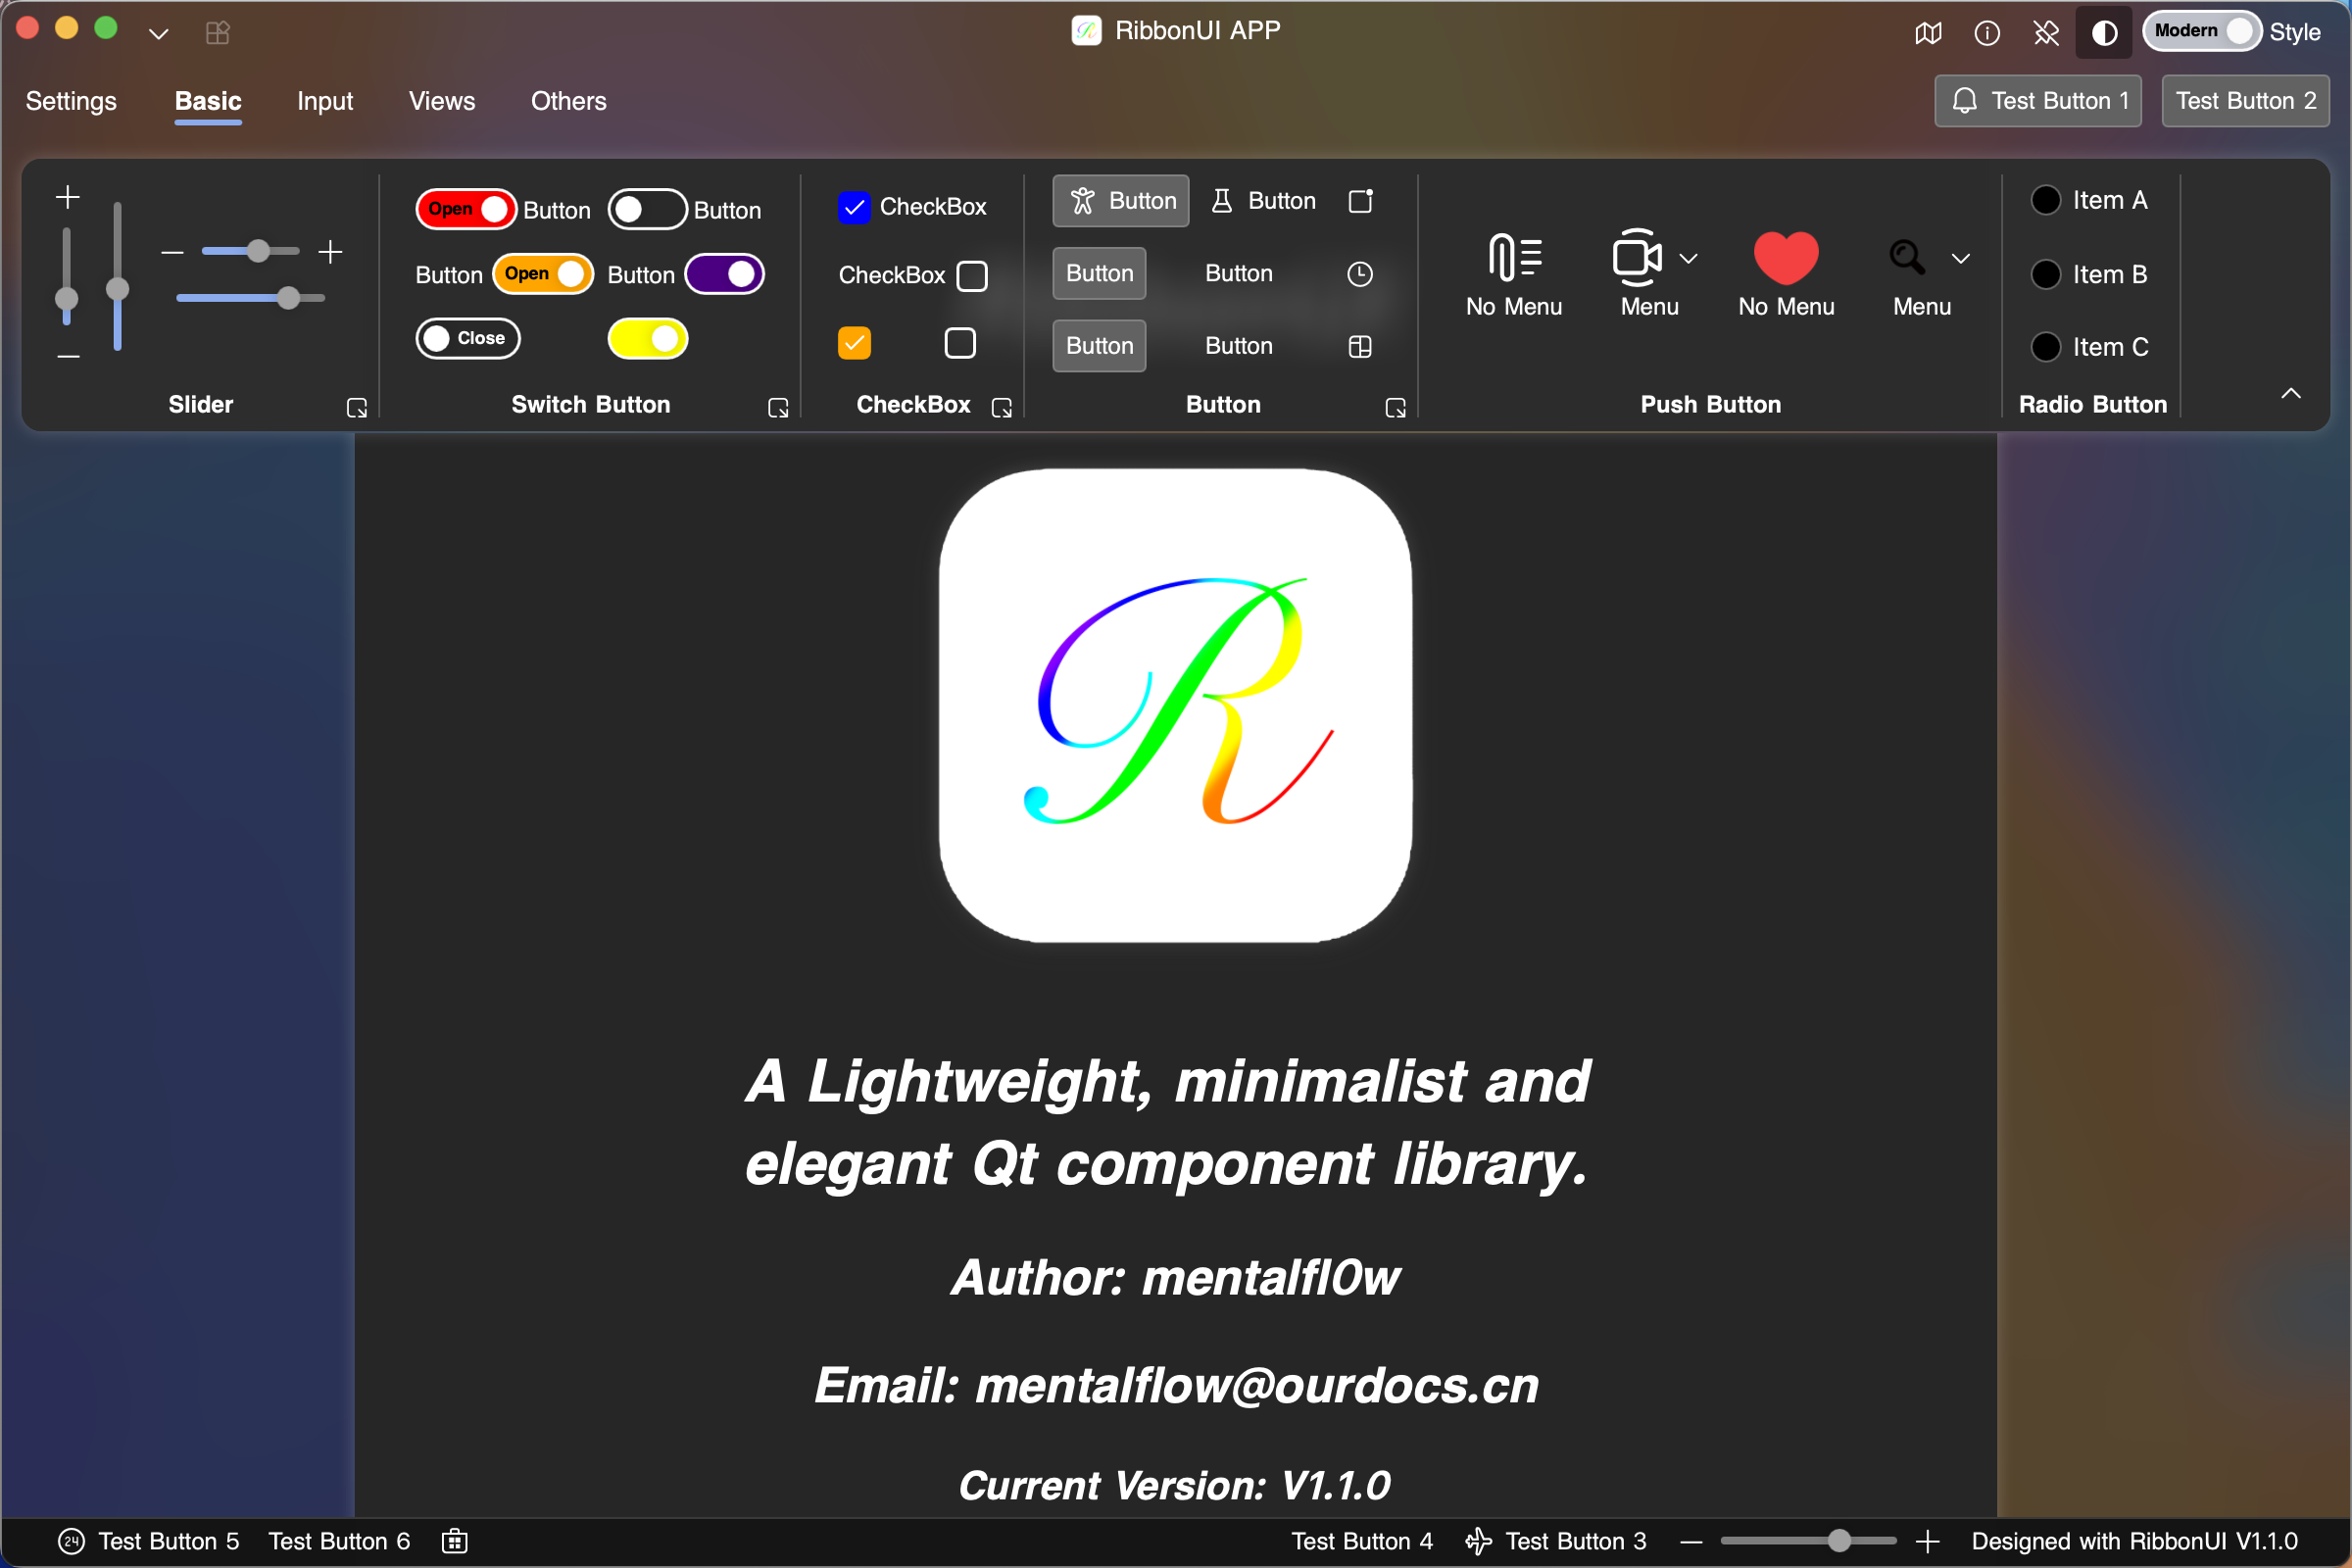 RibbonUI APP
Modern Style
Settings Basic Input Views Others
Test Button 1 Test Button 2
Open Button Button
Button Open Button
Close
Slider
Switch Button
CheckBox
CheckBox
CheckBox
Button Button
Button Button
Button Button
Button
No Menu Menu No Menu Menu
Push Button
Item A
Item B
Item C
Radio Button
R
A Lightweight, minimalist and
elegant Qt component library.
Author: mentalfl0w
Email: mentalflow@ourdocs.cn
Current Version: V1.1.0
24 Test Button 5 Test Button 6 Test Button 4 Test Button 3 Designed with RibbonUI V1.1.0